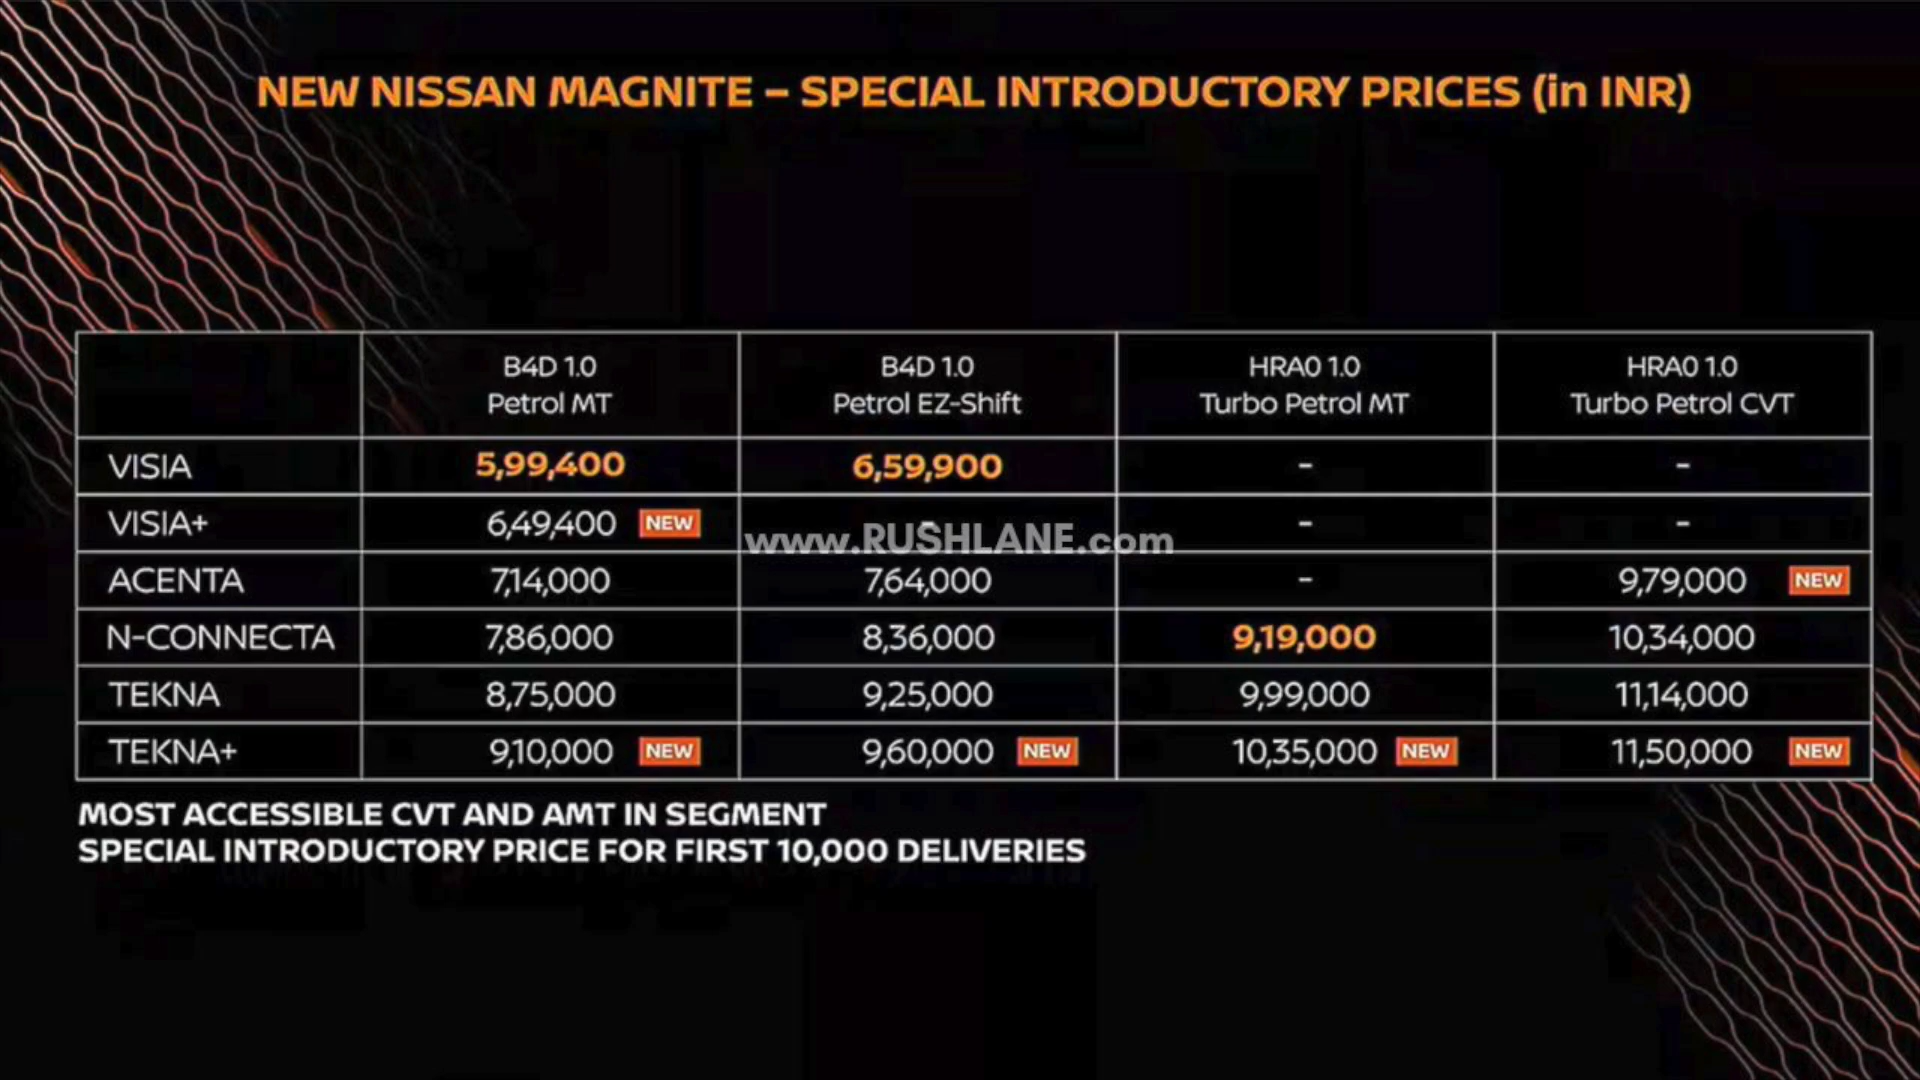 NEW NISSAN MAGNITE – SPECIAL INTRODUCTORY PRICES (in INR)
B4D 1.0 Petrol MT B4D 1.0 Petrol EZ-Shift HRA0 1.0 Turbo Petrol MT HRA0 1.0 Turbo Petrol CVT
VISIA 5,99,400 6,59,900 - -
VISIA+ 6,49,400 NEW - - -
www.RUSHLANE.com
ACENTA 7,14,000 7,64,000 - 9,79,000 NEW
N-CONNECTA 7,86,000 8,36,000 9,19,000 10,34,000
TEKNA 8,75,000 9,25,000 9,99,000 11,14,000
TEKNA+ 9,10,000 NEW 9,60,000 NEW 10,35,000 NEW 11,50,000 NEW
MOST ACCESSIBLE CVT AND AMT IN SEGMENT
SPECIAL INTRODUCTORY PRICE FOR FIRST 10,000 DELIVERIES